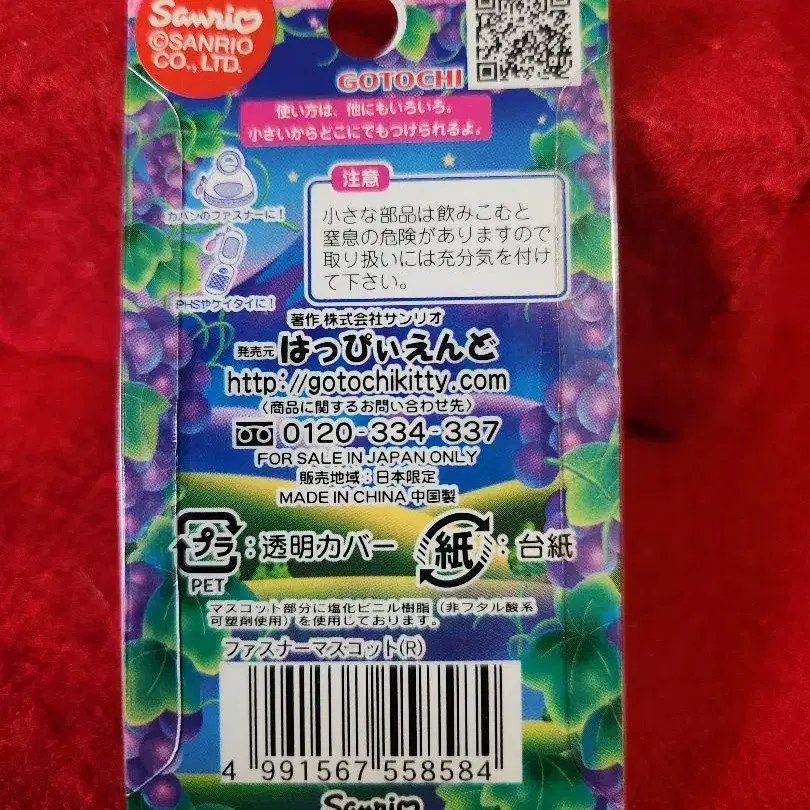 Sanrio
©SANRIO
CO., LTD.
GOTOCHI
使い方は、他にもいろいろ。
小さいからどこにでもつけられるよ。
カバンのファスナーに!
PHSやケイタイに!
注意
小さな部品は飲みこむと
窒息の危険がありますので
取り扱いには充分気を付け
て下さい。
著作 株式会社サンリオ
発売元 はっぴぃえんど
http://gotochikitty.com
〈商品に関するお問い合わせ先〉
0120-334-337
FOR SALE IN JAPAN ONLY
販売地域:日本限定
MADE IN CHINA 中国製
プラ:透明カバー 紙:台紙
PET
マスコット部分に塩化ビニル樹脂(非フタル酸系
可塑剤使用)を使用しております。
ファスナーマスコット(R)
4 991567 558584
Sanrio